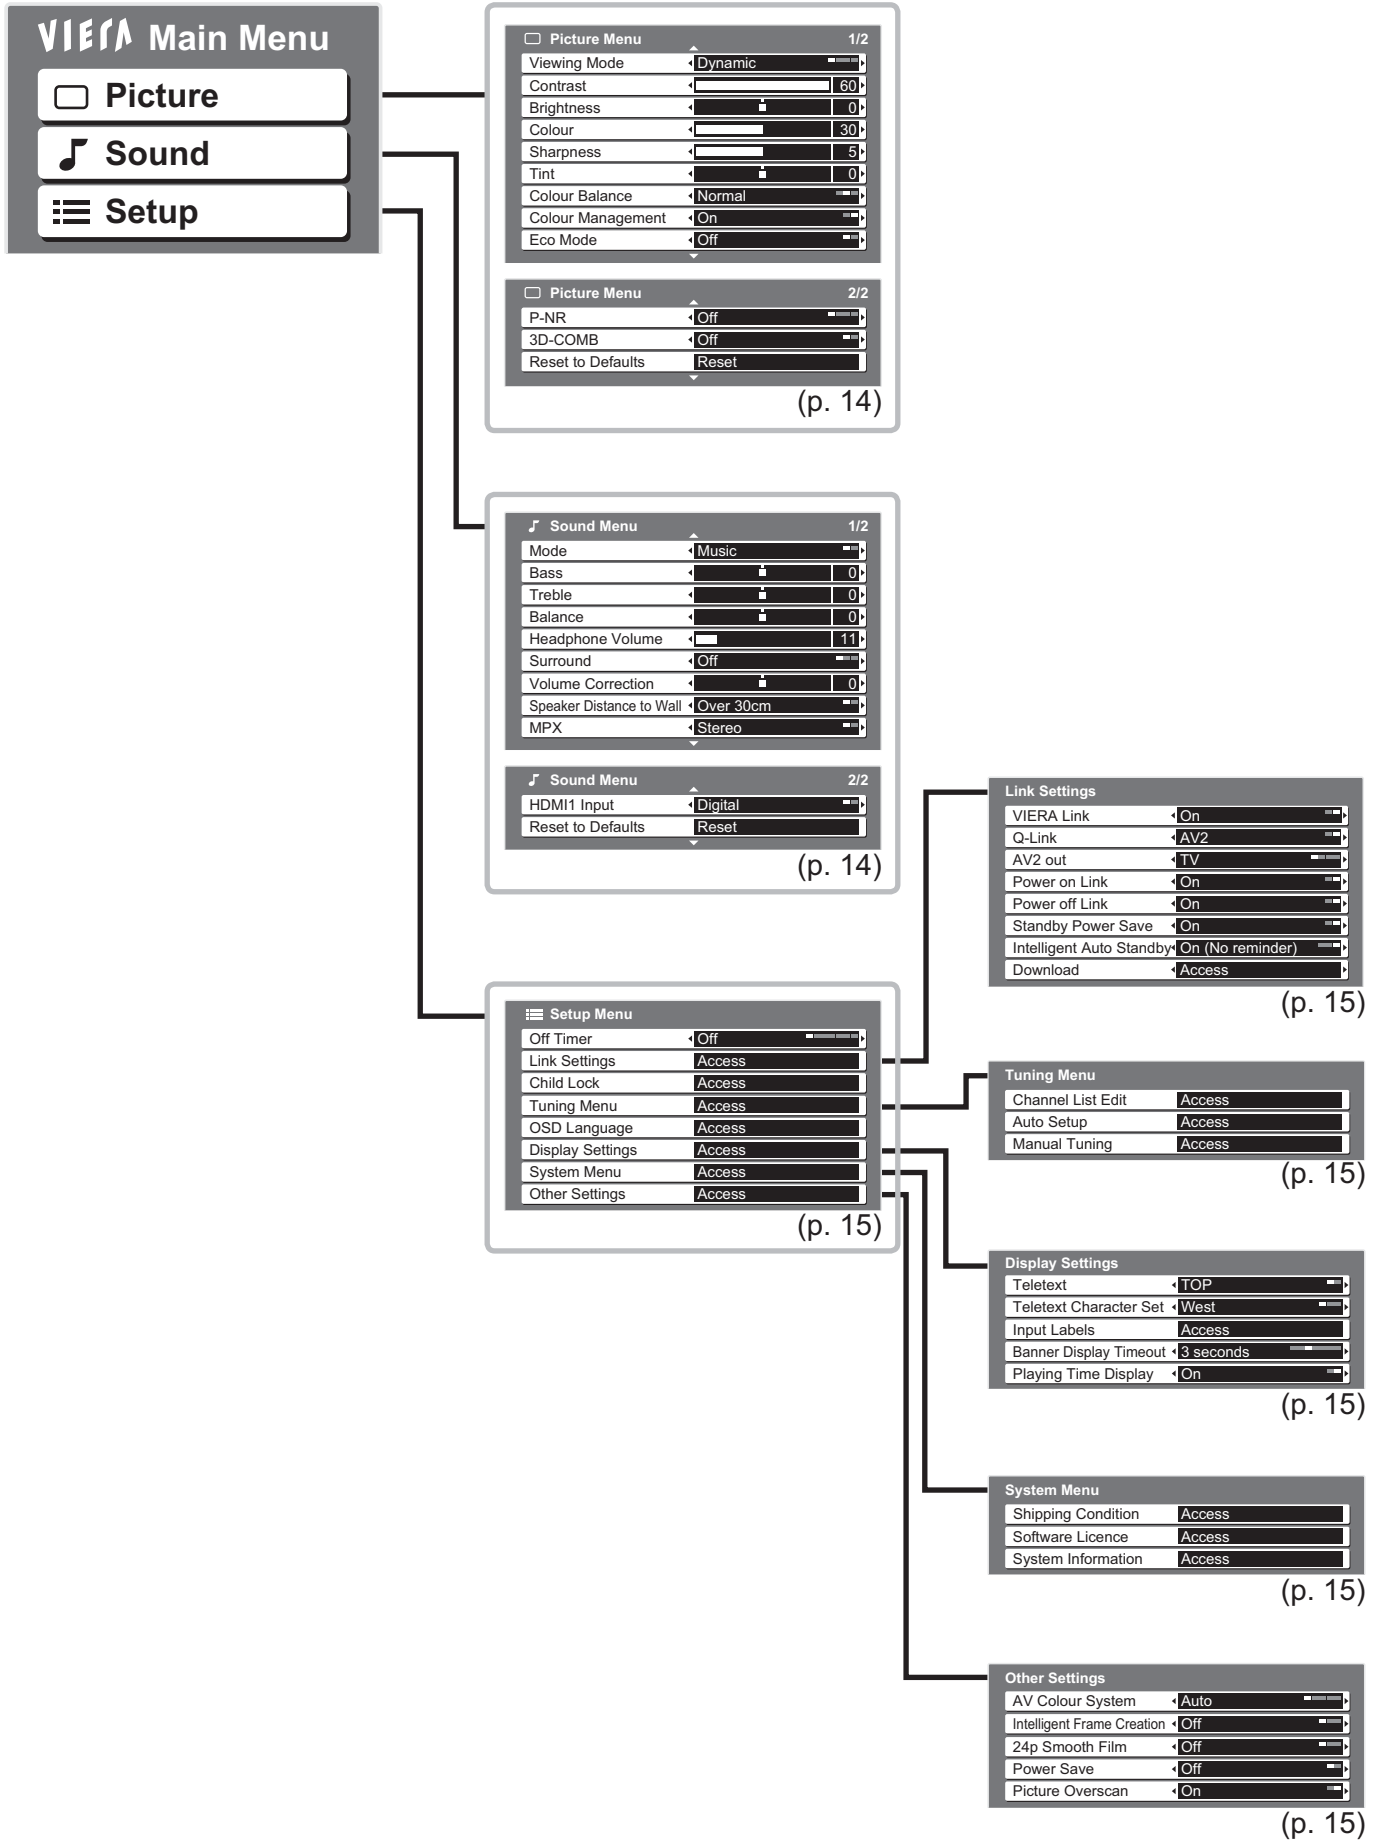 VIERA Main Menu
Picture
Sound
Setup
Picture Menu 1/2
Viewing Mode Dynamic
Contrast 60
Brightness 0
Colour 30
Sharpness 5
Tint 0
Colour Balance Normal
Colour Management On
Eco Mode Off
Picture Menu 2/2
P-NR Off
3D-COMB Off
Reset to Defaults Reset
(p. 14)
Sound Menu 1/2
Mode Music
Bass 0
Treble 0
Balance 0
Headphone Volume 11
Surround Off
Volume Correction 0
Speaker Distance to Wall Over 30cm
MPX Stereo
Sound Menu 2/2
HDMI1 Input Digital
Reset to Defaults Reset
(p. 14)
Setup Menu
Off Timer Off
Link Settings Access
Child Lock Access
Tuning Menu Access
OSD Language Access
Display Settings Access
System Menu Access
Other Settings Access
(p. 15)
Link Settings
VIERA Link On
Q-Link AV2
AV2 out TV
Power on Link On
Power off Link On
Standby Power Save On
Intelligent Auto Standby On (No reminder)
Download Access
(p. 15)
Tuning Menu
Channel List Edit Access
Auto Setup Access
Manual Tuning Access
(p. 15)
Display Settings
Teletext TOP
Teletext Character Set West
Input Labels Access
Banner Display Timeout 3 seconds
Playing Time Display On
(p. 15)
System Menu
Shipping Condition Access
Software Licence Access
System Information Access
(p. 15)
Other Settings
AV Colour System Auto
Intelligent Frame Creation Off
24p Smooth Film Off
Power Save Off
Picture Overscan On
(p. 15)